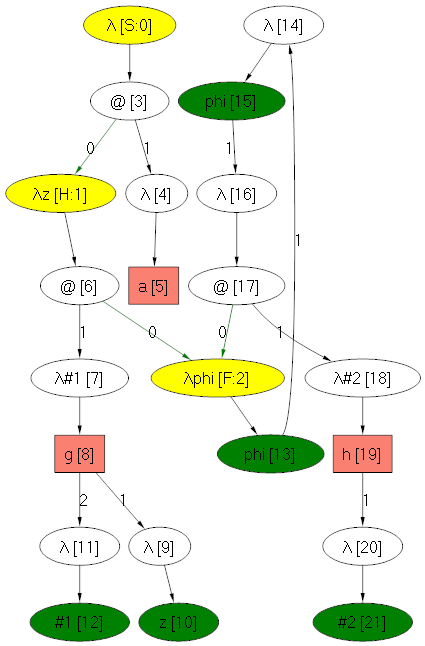 λ [S:0]
λ [14]
@ [3]
phi [15]
0
1
1
λz [H:1]
λ [4]
λ [16]
1
@ [6]
a [5]
@ [17]
1
0
0
1
λ#1 [7]
λphi [F:2]
λ#2 [18]
g [8]
phi [13]
h [19]
2
1
1
λ [11]
λ [9]
λ [20]
#1 [12]
z [10]
#2 [21]